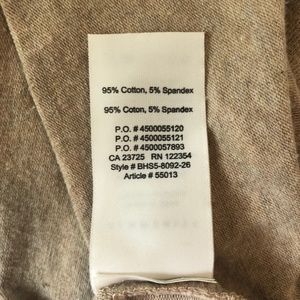 95% Cotton, 5% Spandex
95% Coton, 5% Spandex
P.O. # 4500055120
P.O. # 4500055121
P.O. # 4500057893
CA 23725 RN 122354
Style # BHS5-8092-26
Article # 55013